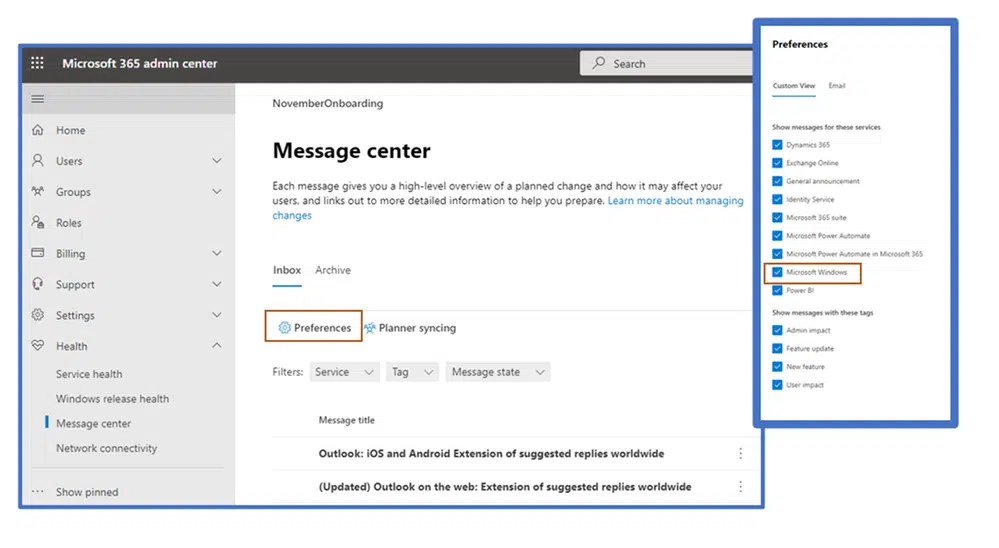 Microsoft 365 admin center
Search
Home
Users
Groups
Roles
Billing
Support
Settings
Health
Service health
Windows release health
Message center
Network connectivity
Show pinned
NovemberOnboarding
Message center
Each message gives you a high-level overview of a planned change and how it may affect your
users, and links out to more detailed information to help you prepare. Learn more about managing
changes
Inbox Archive
Preferences Planner syncing
Filters: Service Tag Message state
Message title
Outlook: iOS and Android Extension of suggested replies worldwide
(Updated) Outlook on the web: Extension of suggested replies worldwide
Preferences
Custom View Email
Show messages for these services
Dynamics 365
Exchange Online
General announcement
Identity Service
Microsoft 365 suite
Microsoft Power Automate
Microsoft Power Automate in Microsoft 365
Microsoft Windows
Power BI
Show messages with these tags
Admin impact
Feature update
New feature
User impact